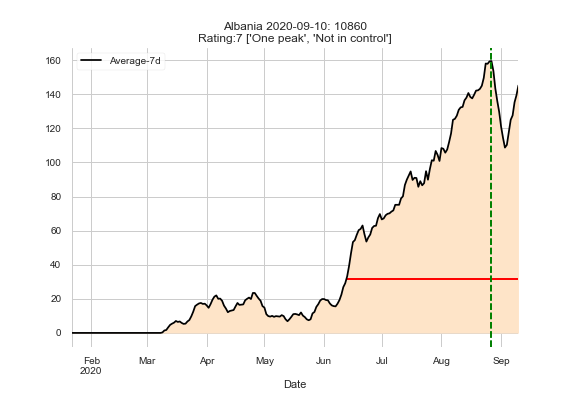 Albania 2020-09-10: 10860
Rating:7 ['One peak', 'Not in control']
Average-7d
160
140
120
100
80
60
40
20
0
Feb Mar Apr May Jun Jul Aug Sep
2020
Date